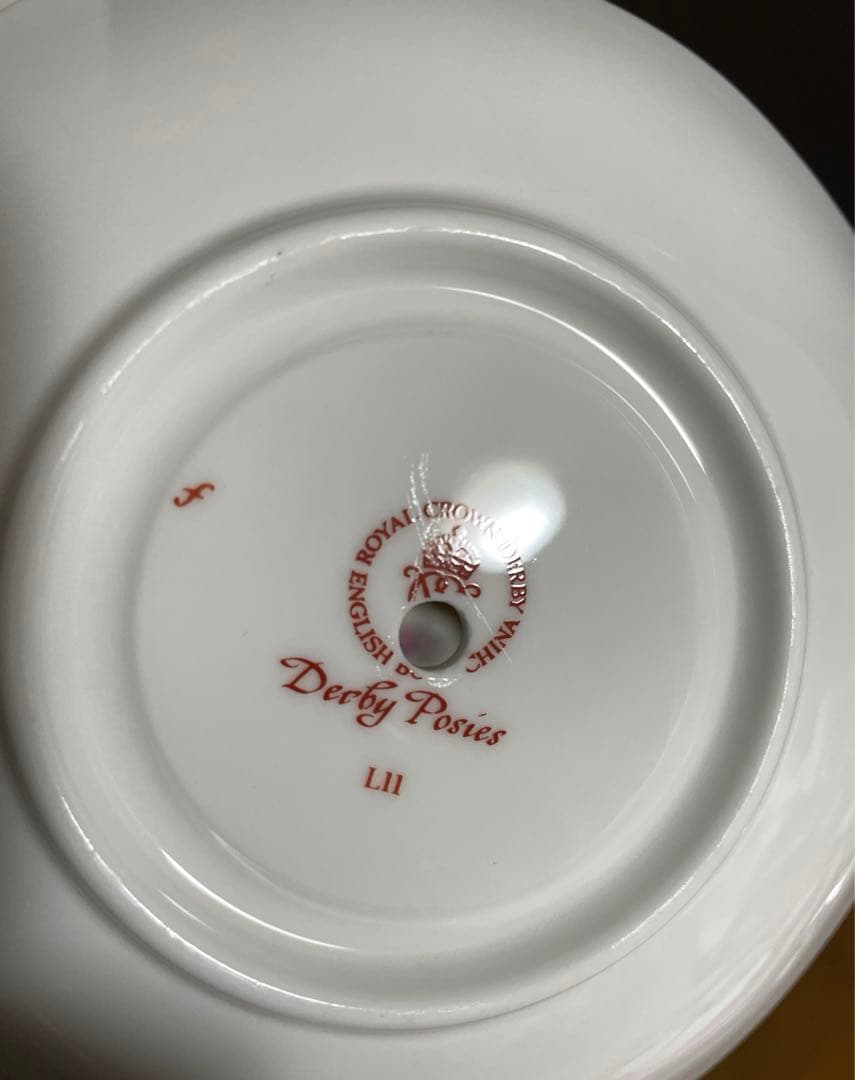 ROYAL CROWN DERBY
ENGLISH CHINA
Derby Posies
LII
f